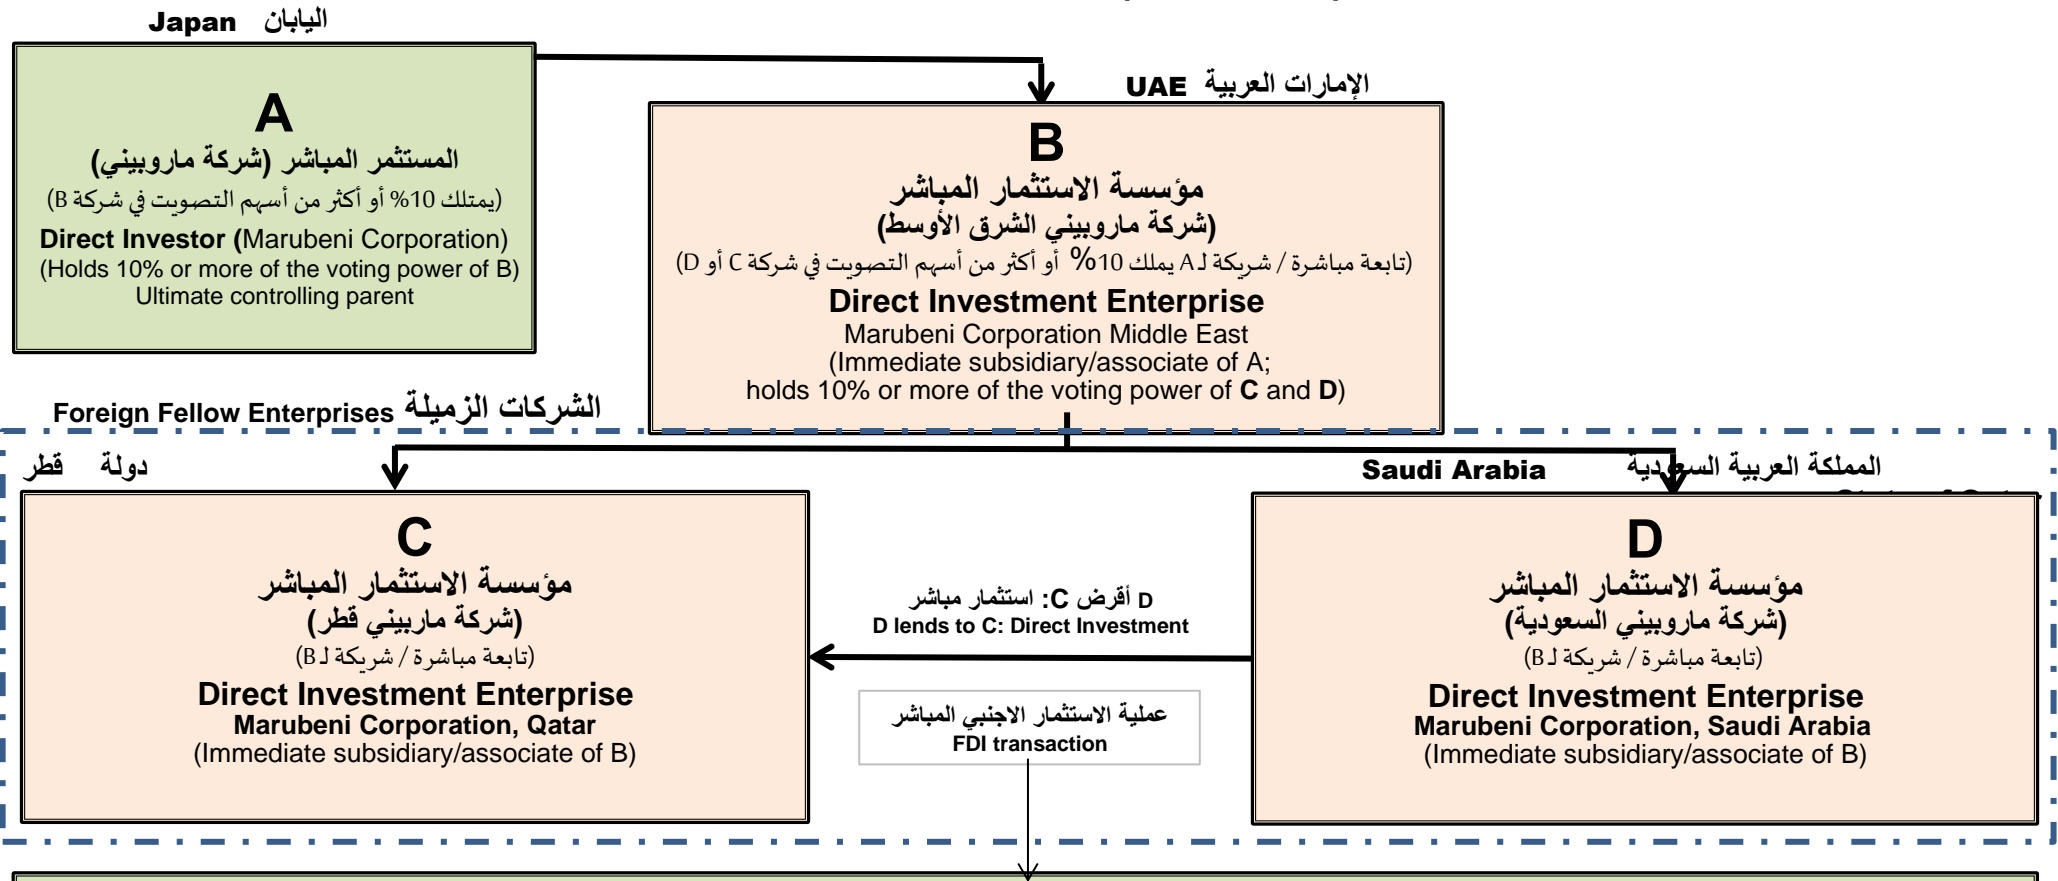 اليابان Japan
A
المستثمر المباشر (شركة ماروبيني)
(يمتلك 10% أو أكثر من أسهم التصويت في شركة B)
Direct Investor (Marubeni Corporation)
(Holds 10% or more of the voting power of B)
Ultimate controlling parent
الإمارات العربية UAE
B
مؤسسة الاستثمار المباشر
(شركة ماروبيني الشرق الأوسط)
(تابعة مباشرة / شريكة لـ A يملك 10% أو أكثر من أسهم التصويت في شركة C أو D)
Direct Investment Enterprise
Marubeni Corporation Middle East
(Immediate subsidiary/associate of A;
holds 10% or more of the voting power of C and D)
الشركات الزميلة Foreign Fellow Enterprises
دولة قطر
C
مؤسسة الاستثمار المباشر
(شركة ماربيني قطر)
(تابعة مباشرة / شريكة لـ B)
Direct Investment Enterprise
Marubeni Corporation, Qatar
(Immediate subsidiary/associate of B)
D أقرض C: استثمار مباشر
D lends to C: Direct Investment
عملية الاستثمار الاجنبي المباشر
FDI transaction
المملكة العربية السعودية Saudi Arabia
D
مؤسسة الاستثمار المباشر
(شركة ماروبيني السعودية)
(تابعة مباشرة / شريكة لـ B)
Direct Investment Enterprise
Marubeni Corporation, Saudi Arabia
(Immediate subsidiary/associate of B)